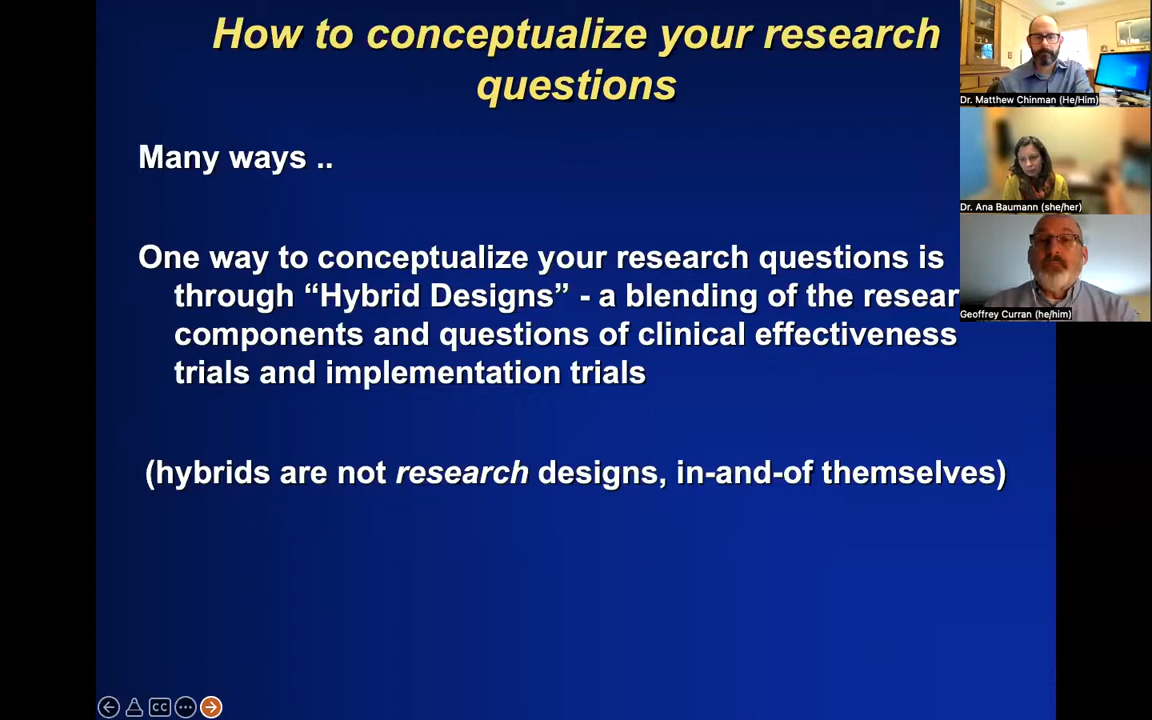 How to conceptualize your research
questions
Many ways ..
One way to conceptualize your research questions is
through “Hybrid Designs” - a blending of the
components and questions of clinical effectiveness
trials and implementation trials
(hybrids are not research designs, in-and-of themselves)
Dr. Matthew Chinman (He/Him)
Dr. Ana Baumann (she/her)
Geoffrey Curran (he/him)
CC